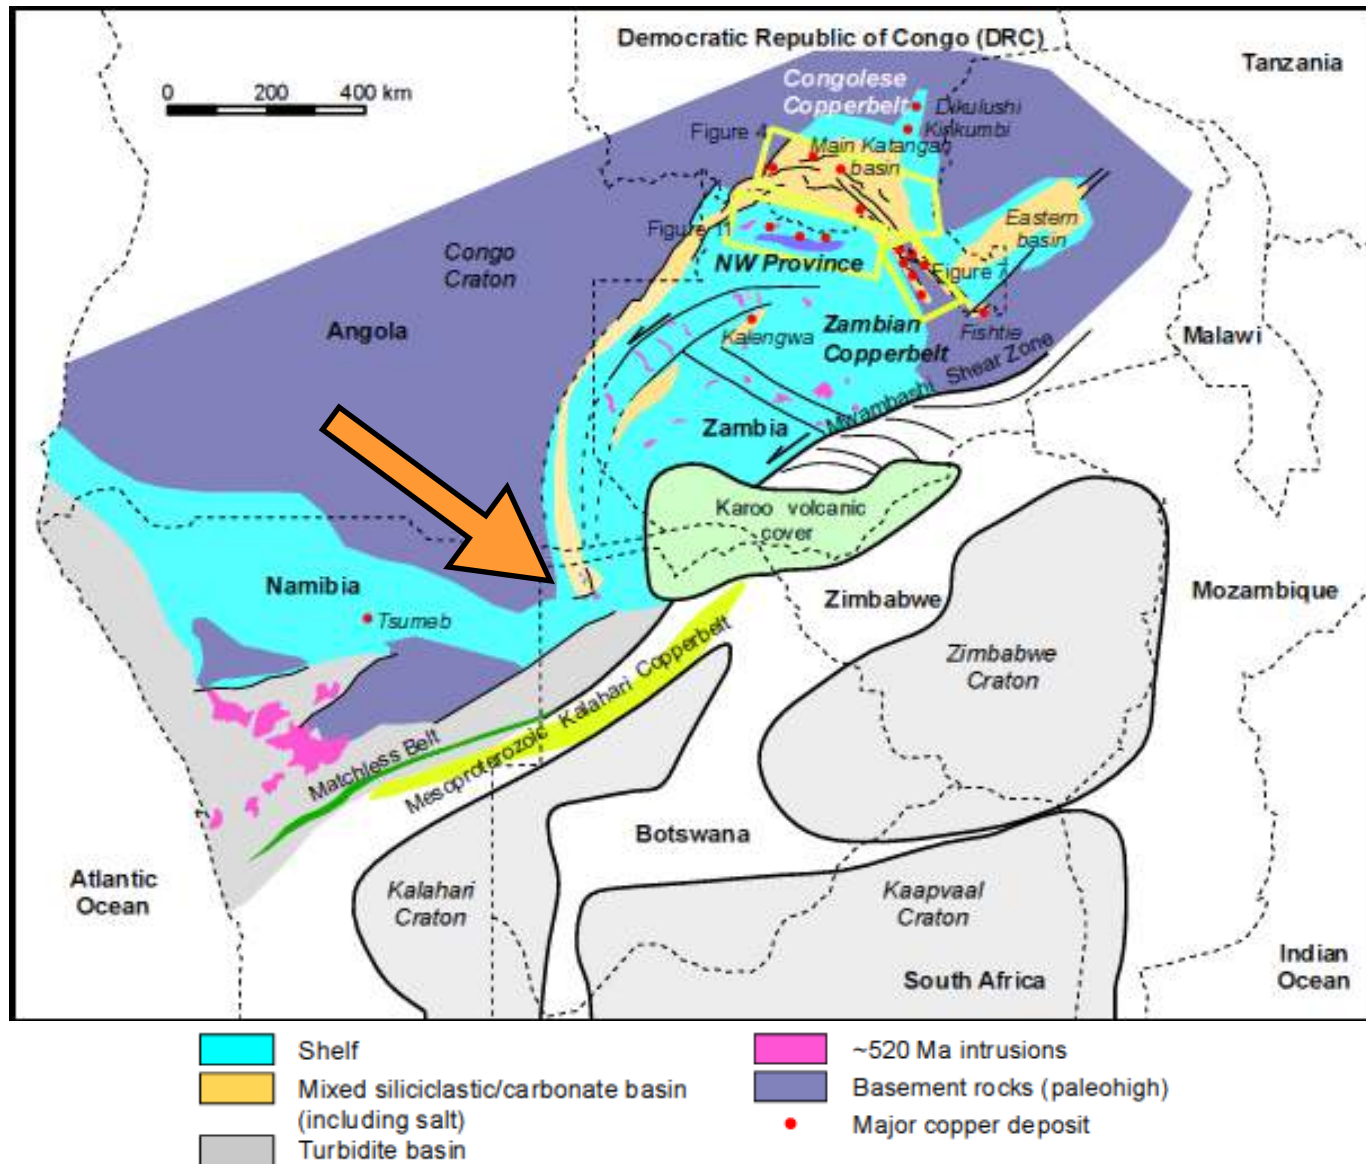 Democratic Republic of Congo (DRC)
Tanzania
0 200 400 km
Congolese
Copperbelt
Dikulushi
Kinkumbi
Figure 4
Main Katangan
basin
Figure 11
Eastern
basin
Congo
Craton
NW Province
Figure 7
Angola
Kalengwa
Zambian
Copperbelt
Fishtie
Malawi
Mwambashi Shear Zone
Zambia
Karoo volcanic
cover
Namibia
Tsumeb
Zimbabwe
Mozambique
Zimbabwe
Craton
Matchless Belt
Mesoproterozoic Kalahari Copperbelt
Botswana
Atlantic
Ocean
Kalahari
Craton
Kaapvaal
Craton
South Africa
Indian
Ocean
Shelf
Mixed siliciclastic/carbonate basin
(including salt)
Turbidite basin
~520 Ma intrusions
Basement rocks (paleohigh)
Major copper deposit